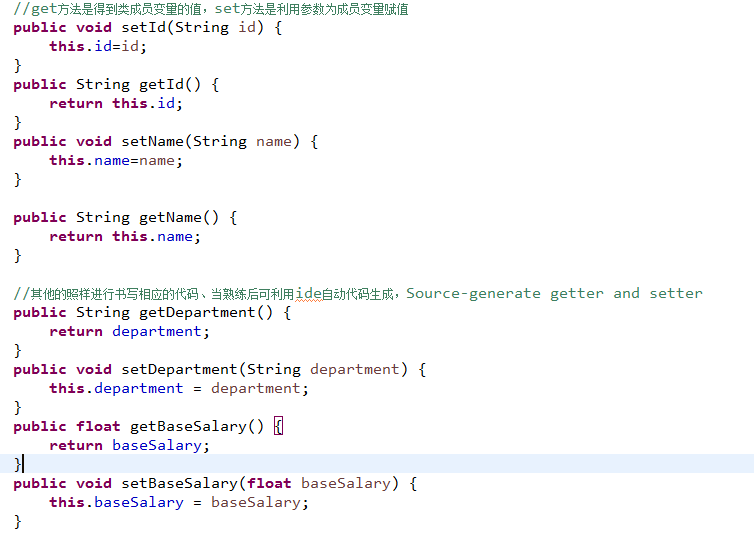 //get方法是得到类成员变量的值，set方法是利用参数为成员变量赋值
public void setId(String id) {
this.id=id;
}
public String getId() {
return this.id;
}
public void setName(String name) {
this.name=name;
}
public String getName() {
return this.name;
}
//其他的照样进行书写相应的代码、当熟练后可利用ide自动代码生成，Source-generate getter and setter
public String getDepartment() {
return department;
}
public void setDepartment(String department) {
this.department = department;
}
public float getBaseSalary() {
return baseSalary;
}
public void setBaseSalary(float baseSalary) {
this.baseSalary = baseSalary;
}